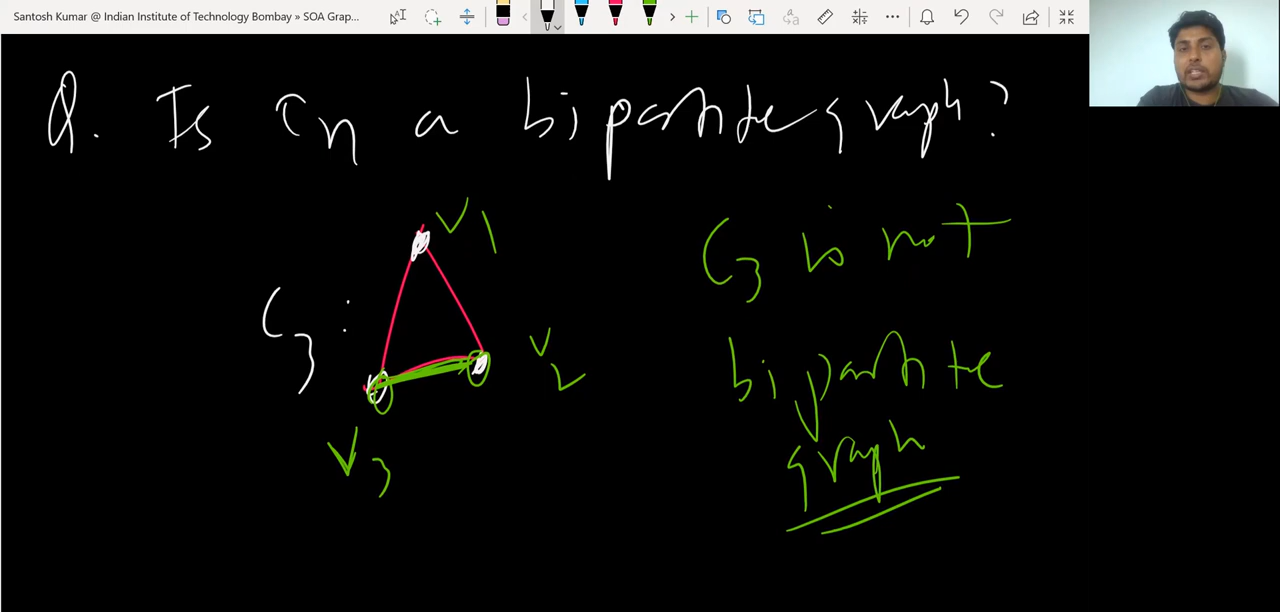 Santosh Kumar @ Indian Institute of Technology Bombay » SOA Grap...
Q. Is Cn a bipartite graph?
V1
C3 is not
C3 :
V2
bipartite
V3
graph